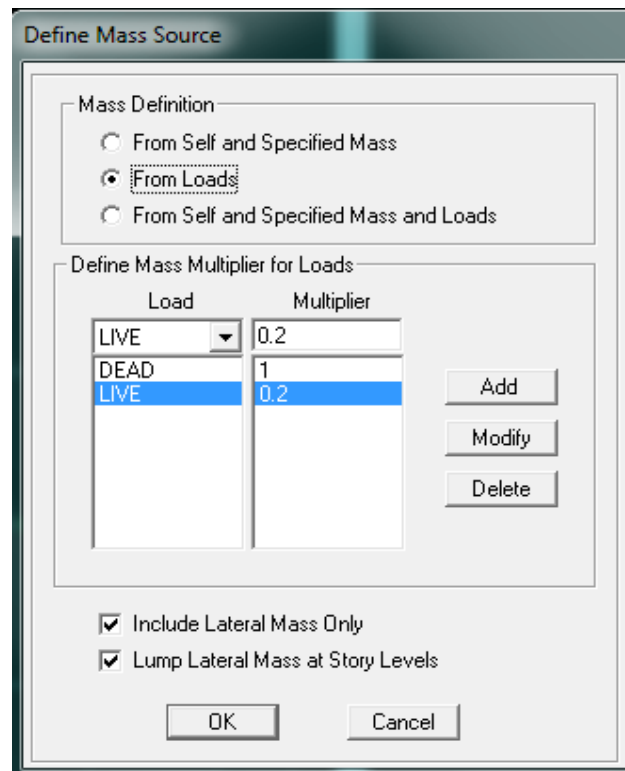 Define Mass Source
Mass Definition
From Self and Specified Mass
From Loads
From Self and Specified Mass and Loads
Define Mass Multiplier for Loads
Load Multiplier
LIVE 0.2
DEAD 1
LIVE 0.2
Add
Modify
Delete
Include Lateral Mass Only
Lump Lateral Mass at Story Levels
OK Cancel